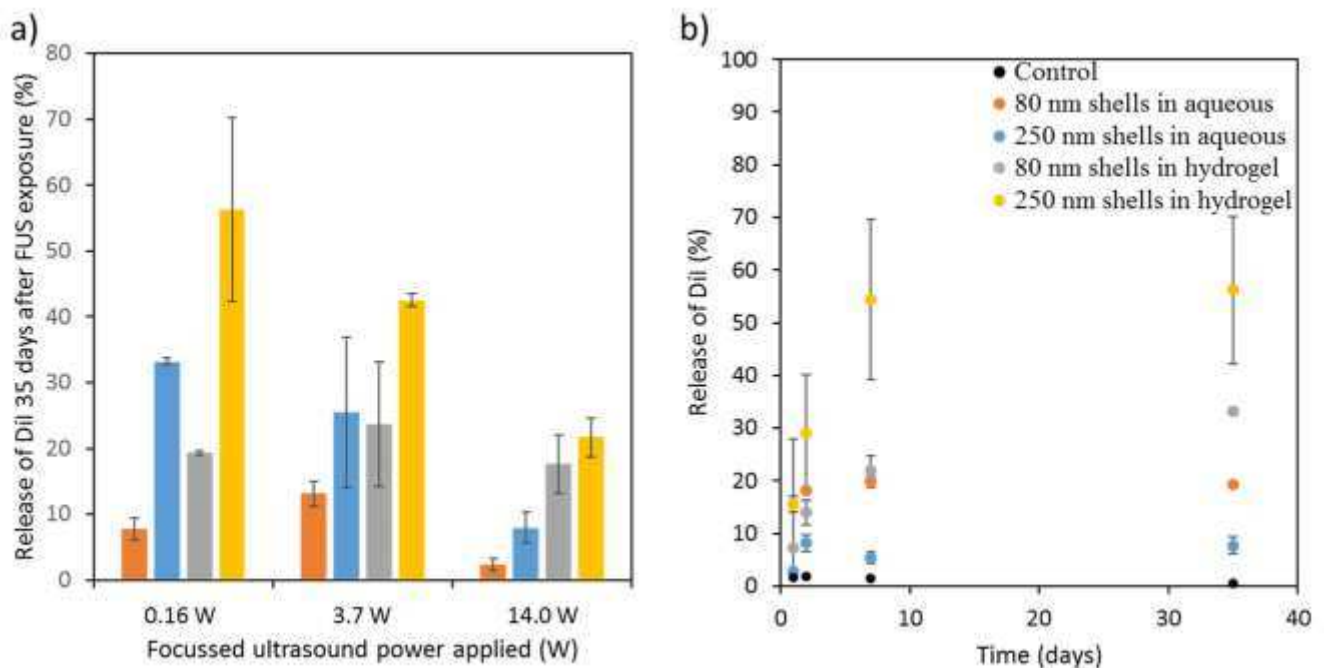 a)
Release of DiI 35 days after FUS exposure (%)
80
70
60
50
40
30
20
10
0
0.16 W
3.7 W
14.0 W
Focussed ultrasound power applied (W)
b)
Release of DiI (%)
100
90
80
70
60
50
40
30
20
10
0
Control
80 nm shells in aqueous
250 nm shells in aqueous
80 nm shells in hydrogel
250 nm shells in hydrogel
0
10
20
30
40
Time (days)